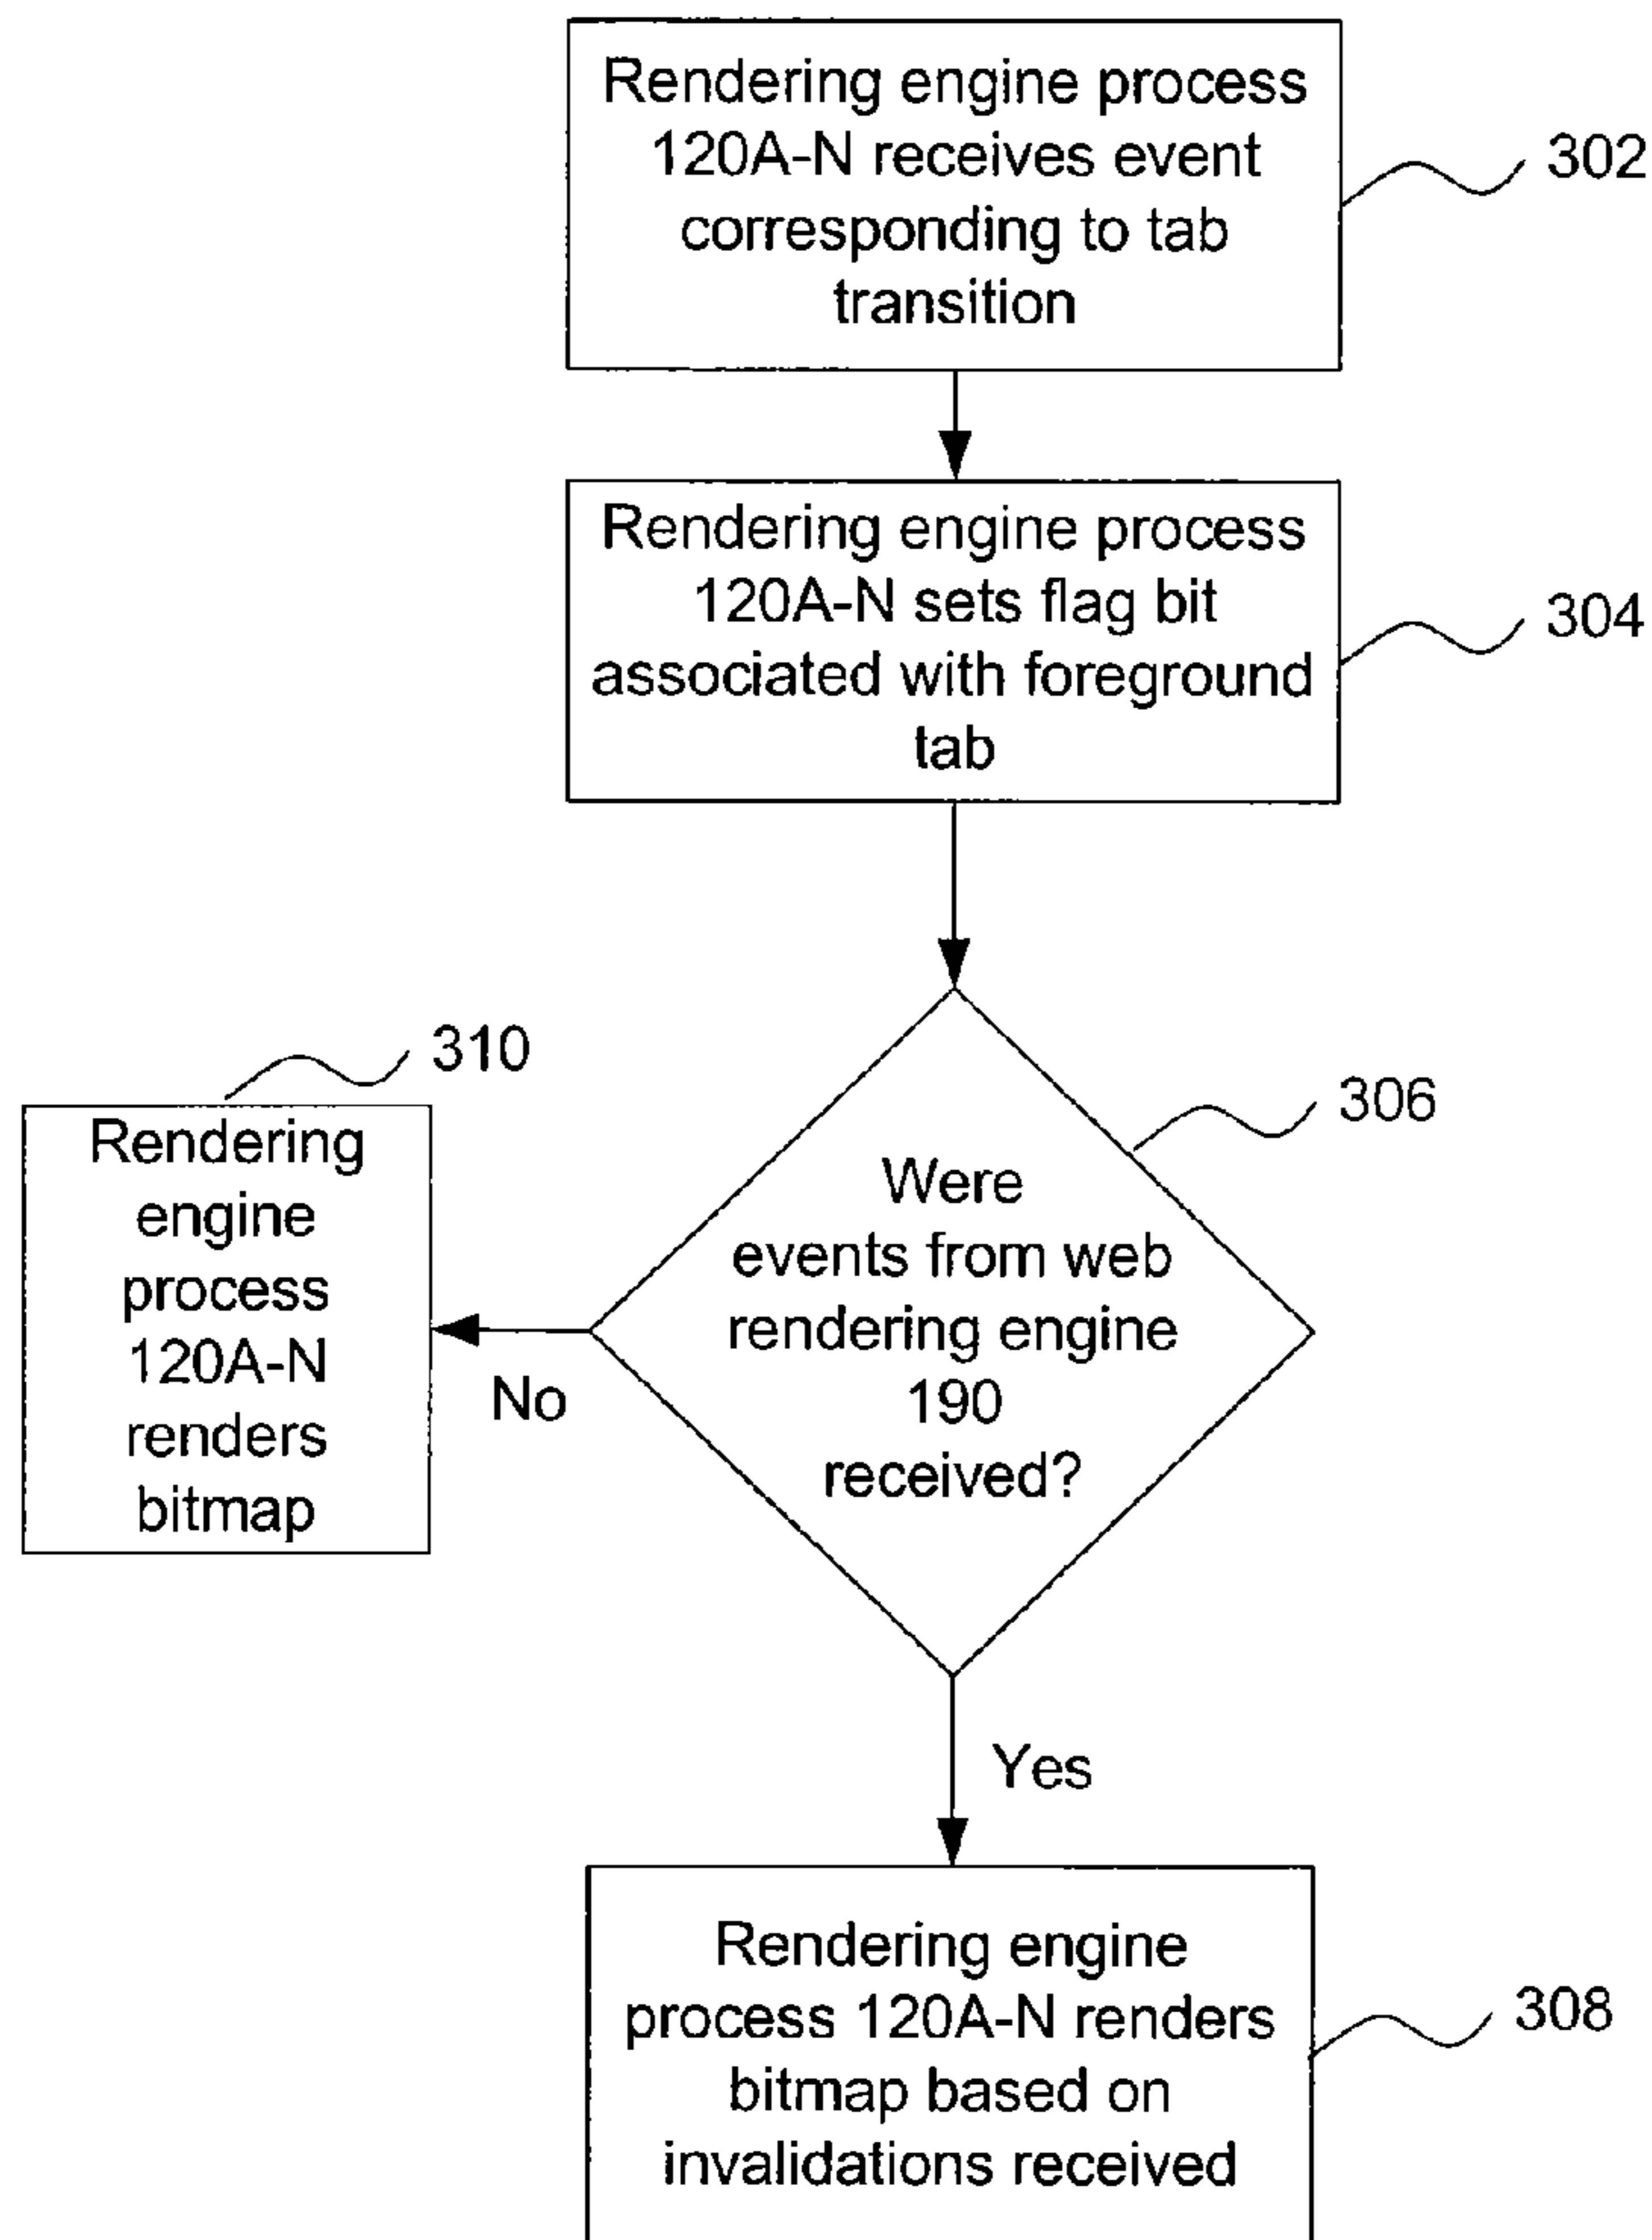 Rendering engine process
120A-N receives event
corresponding to tab
transition
302
Rendering engine process
120A-N sets flag bit
associated with foreground
tab
304
310
Rendering
engine
process
120A-N
renders
bitmap
No
306
Were
events from web
rendering engine
190
received?
Yes
Rendering engine
process 120A-N renders
bitmap based on
invalidations received
308